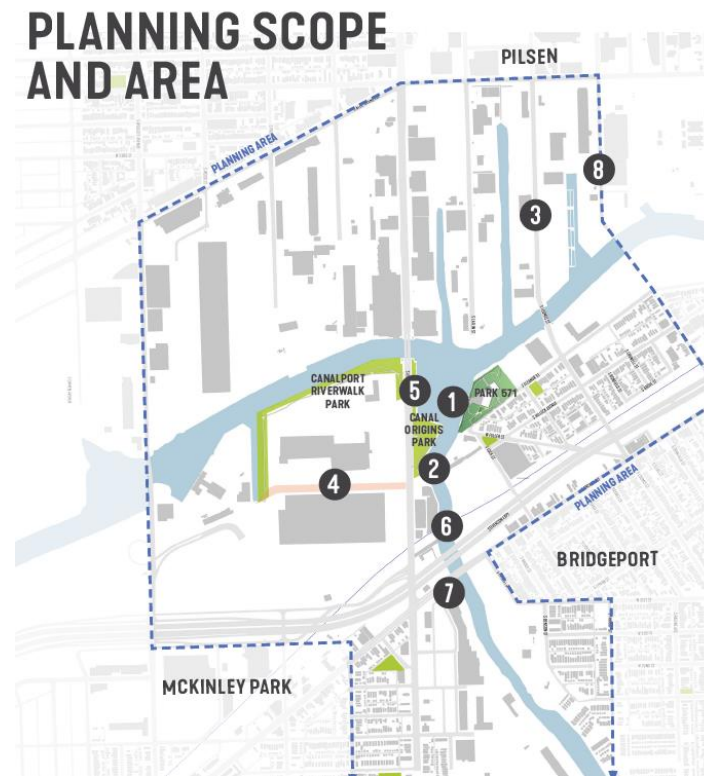 PLANNING SCOPE
AND AREA
PILSEN
PLANNING AREA
8
3
CANALPORT
RIVERWALK
PARK
5
1
PARK 571
CANAL
ORIGINS
PARK
2
4
PLANNING AREA
6
BRIDGEPORT
7
MCKINLEY PARK